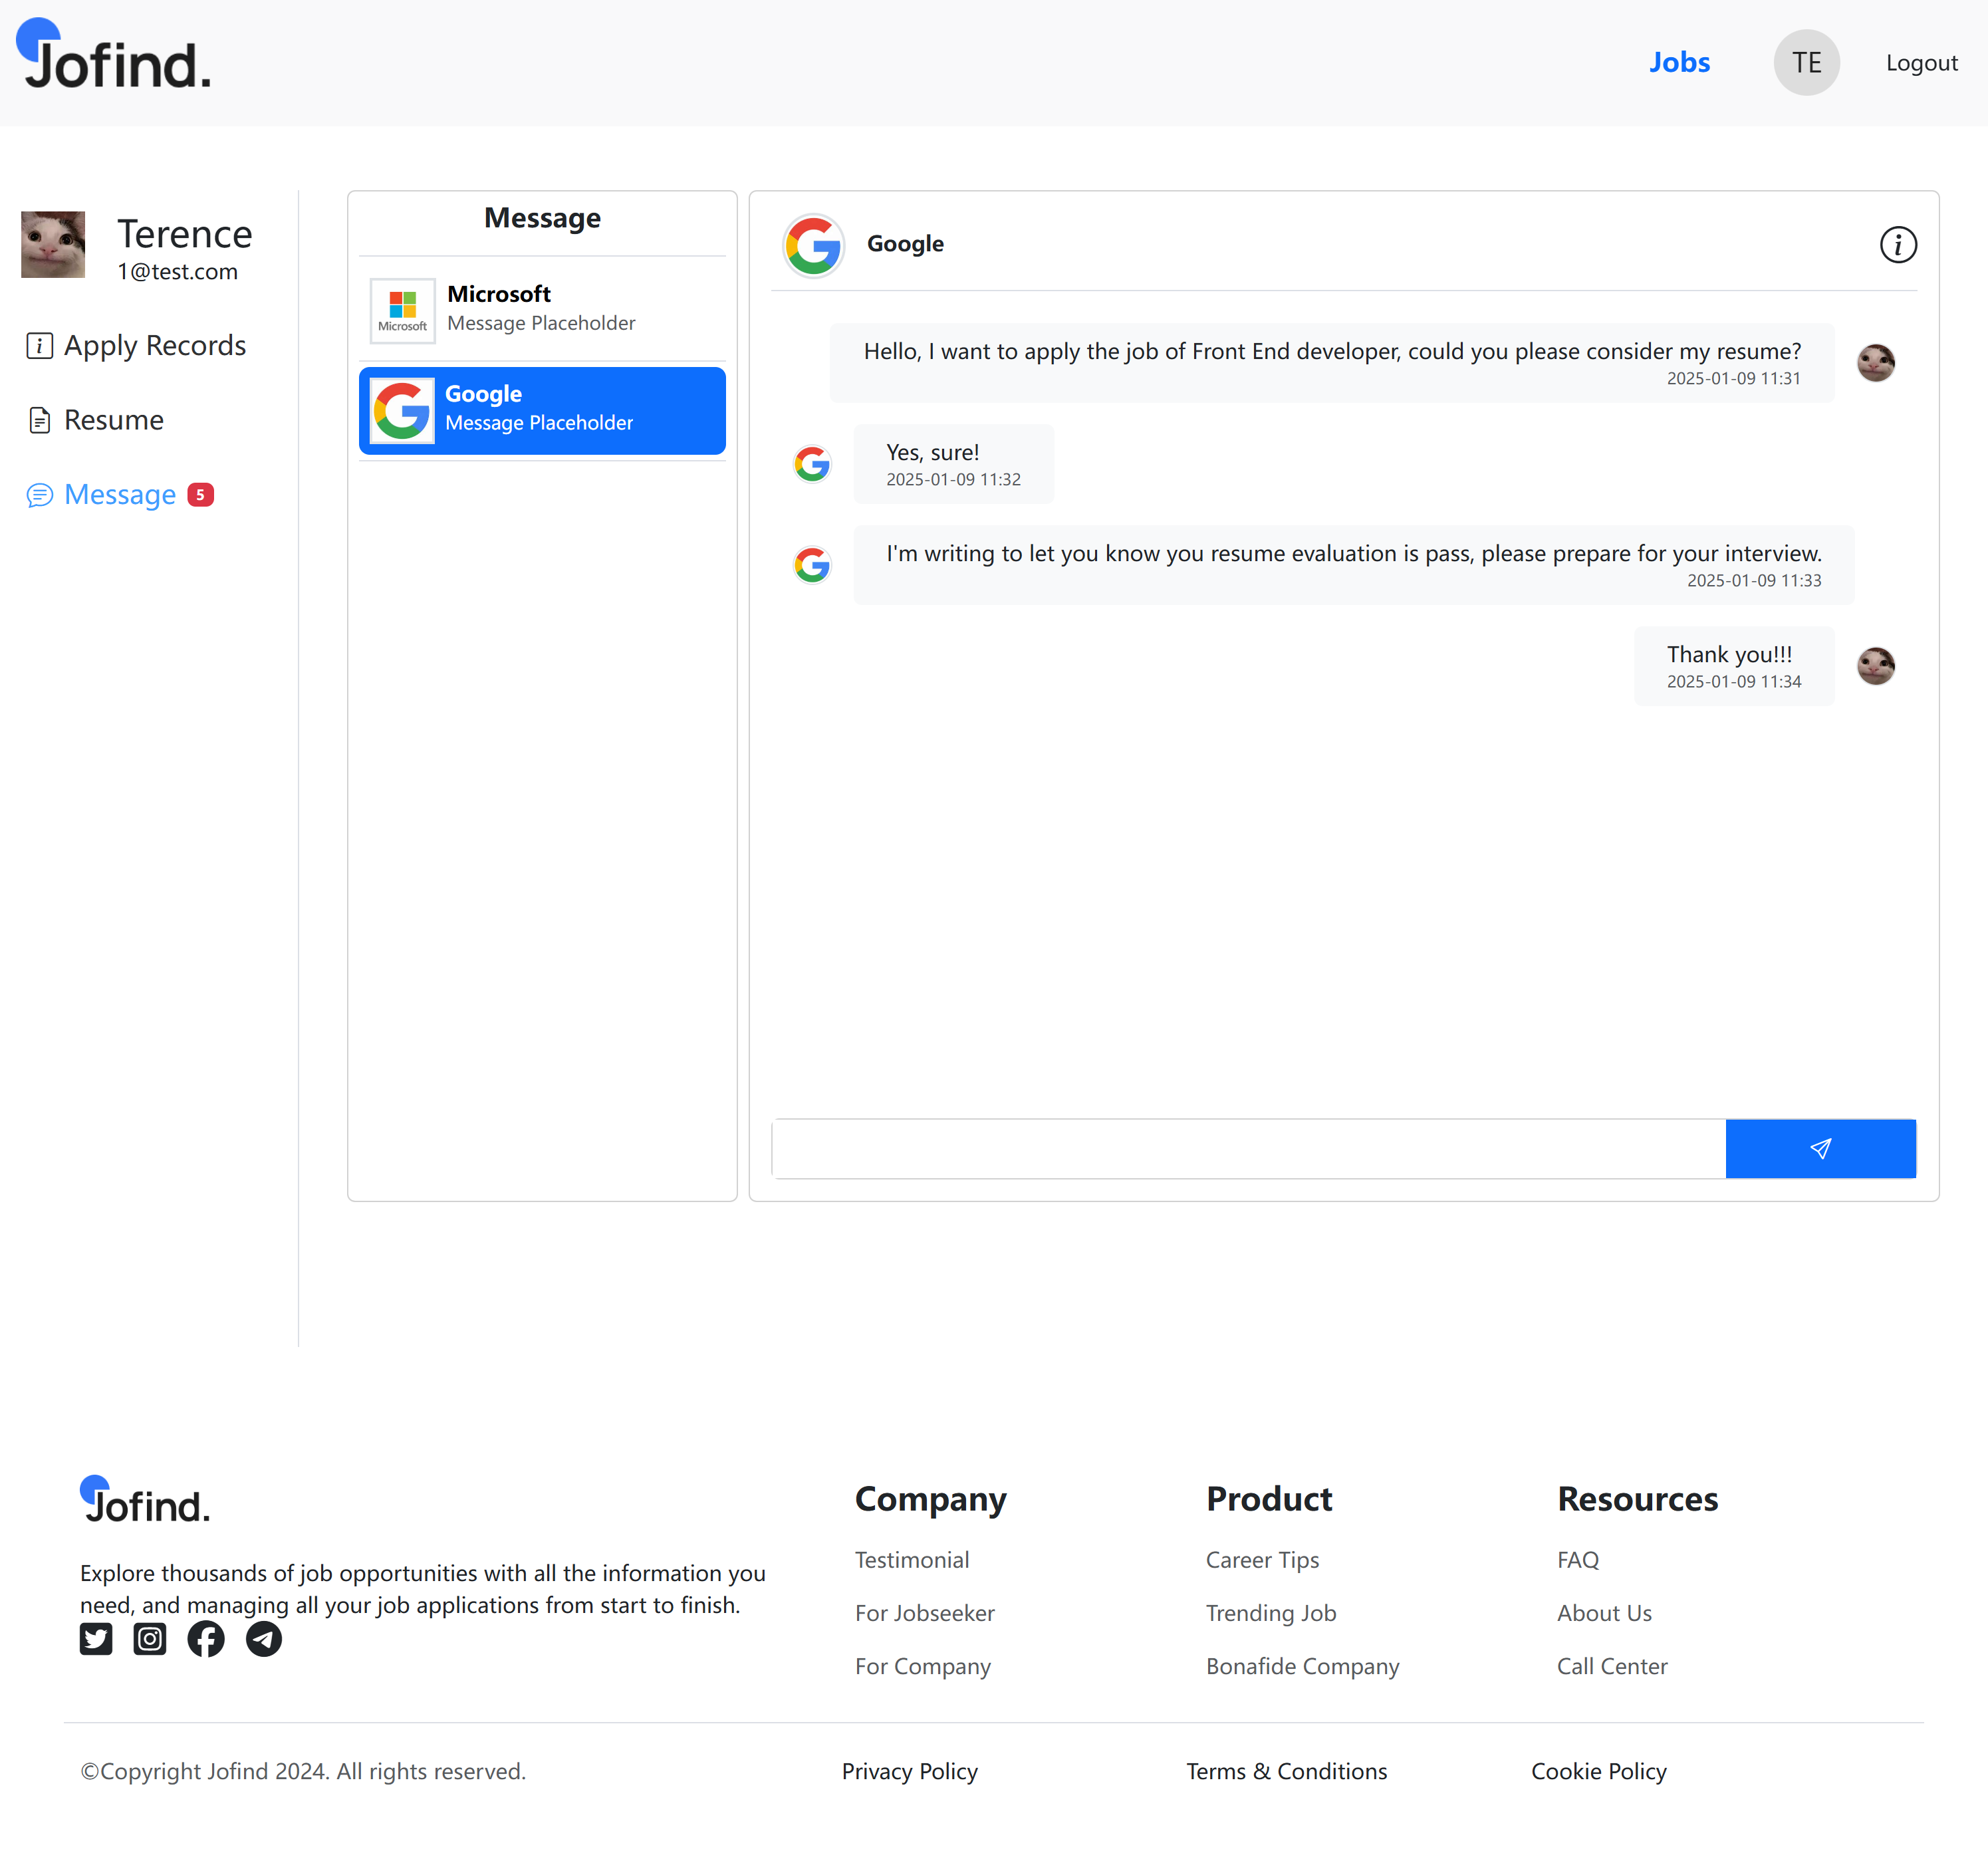 Jofind.
Jobs
TE
Logout
Terence
1@test.com
Apply Records
Resume
Message 5
Message
Microsoft
Microsoft
Message Placeholder
Google
Message Placeholder
Google
Hello, I want to apply the job of Front End developer, could you please consider my resume?
2025-01-09 11:31
Yes, sure!
2025-01-09 11:32
I'm writing to let you know you resume evaluation is pass, please prepare for your interview.
2025-01-09 11:33
Thank you!!!
2025-01-09 11:34
Jofind.
Explore thousands of job opportunities with all the information you
need, and managing all your job applications from start to finish.
Company
Testimonial
For Jobseeker
For Company
Product
Career Tips
Trending Job
Bonafide Company
Resources
FAQ
About Us
Call Center
©Copyright Jofind 2024. All rights reserved.
Privacy Policy
Terms & Conditions
Cookie Policy